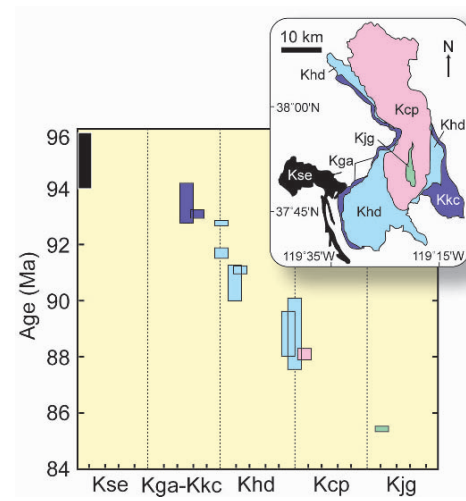 10 km
N
Khd
38°00'N
Kcp
Khd
Kjg
Kga
Kse
37°45'N
Khd
Kkc
119°35'W
119°15'W
Age (Ma)
96
94
92
90
88
86
84
Kse
Kga-Kkc
Khd
Kcp
Kjg